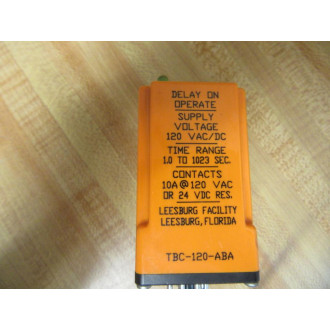 DELAY ON
OPERATE
SUPPLY
VOLTAGE
120 VAC/DC
TIME RANGE
1.0 TO 1023 SEC.
CONTACTS
10A@120 VAC
OR 24 VDC RES.
LEESBURG FACILITY
LEESBURG, FLORIDA
TBC-120-ABA